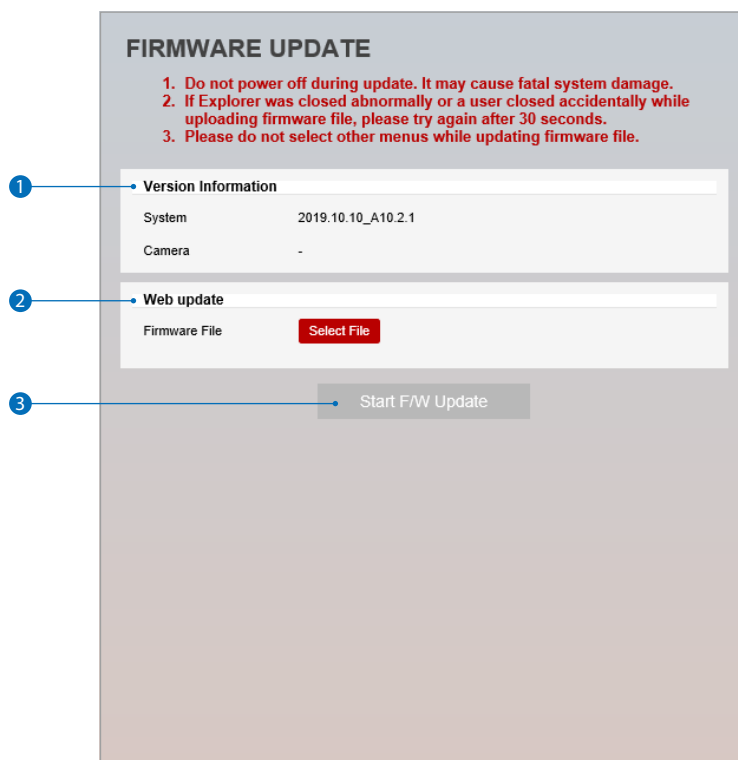 FIRMWARE UPDATE
1. Do not power off during update. It may cause fatal system damage.
2. If Explorer was closed abnormally or a user closed accidentally while
uploading firmware file, please try again after 30 seconds.
3. Please do not select other menus while updating firmware file.
1
Version Information
System 2019.10.10_A10.2.1
Camera -
2
Web update
Firmware File Select File
3
Start F/W Update